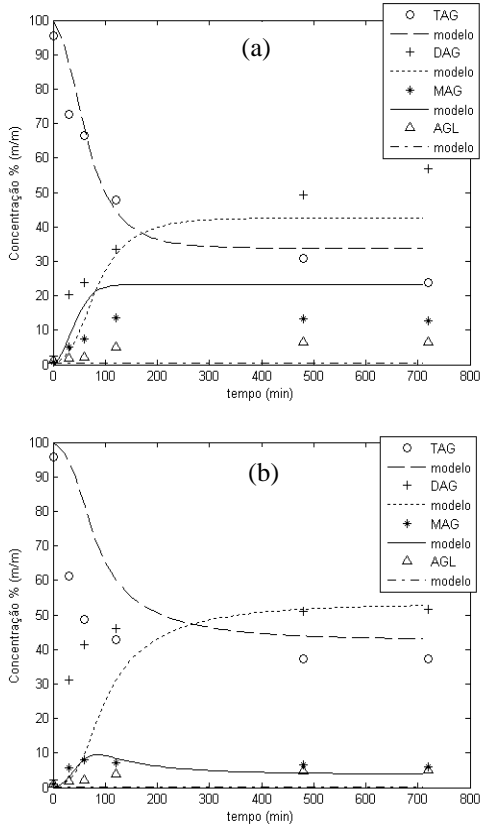 (a)
TAG
modelo
DAG
modelo
MAG
modelo
AGL
modelo
Concentração % (m/m)
100
90
80
70
60
50
40
30
20
10
0
0 100 200 300 400 500 600 700 800
tempo (min)
(b)
TAG
modelo
DAG
modelo
MAG
modelo
AGL
modelo
Concentração % (m/m)
100
90
80
70
60
50
40
30
20
10
0
0 100 200 300 400 500 600 700 800
tempo (min)